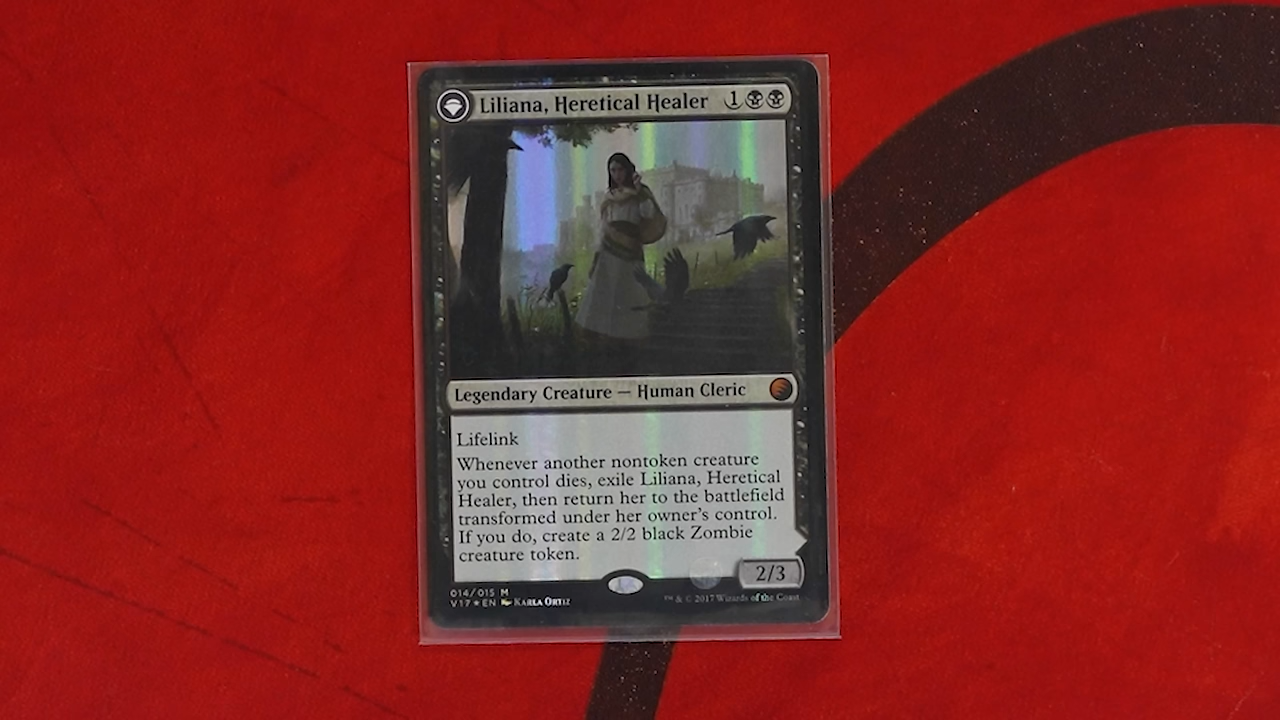 Liliana, Heretical Healer 1
Legendary Creature — Human Cleric
Lifelink
Whenever another nontoken creature
you control dies, exile Liliana, Heretical
Healer, then return her to the battlefield
transformed under her owner's control.
If you do, create a 2/2 black Zombie
creature token.
2/3
014/015 M
V17★EN Karla Ortiz
™ & © 2017 Wizards of the Coast